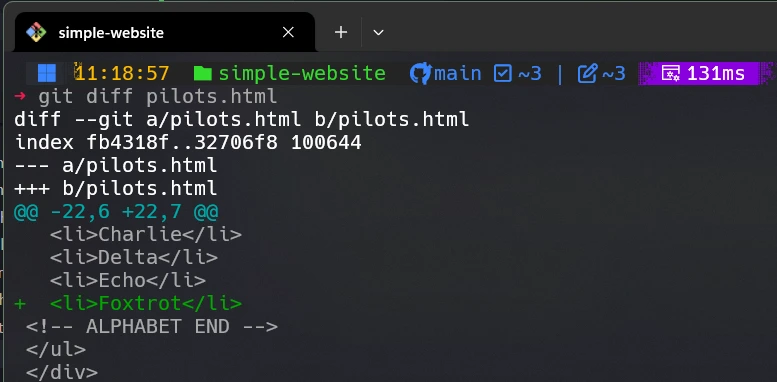 simple-website
11:18:57 simple-website main ~3 | ~3 131ms
→ git diff pilots.html
diff --git a/pilots.html b/pilots.html
index fb4318f..32706f8 100644
--- a/pilots.html
+++ b/pilots.html
@@ -22,6 +22,7 @@
<li>Charlie</li>
<li>Delta</li>
<li>Echo</li>
+ <li>Foxtrot</li>
<!-- ALPHABET END -->
</ul>
</div>